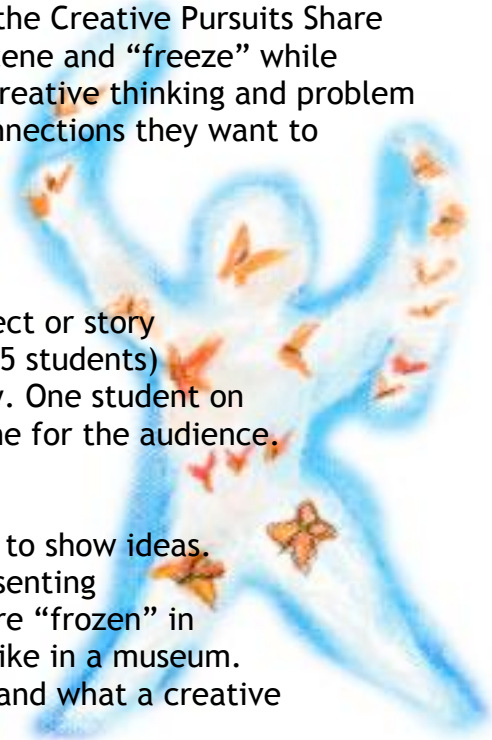 the Creative Pursuits Share
ene and “freeze” while
reative thinking and problem
nnections they want to
ect or story
5 students)
. One student on
ne for the audience.
to show ideas.
senting
re “frozen” in
ike in a museum.
and what a creative